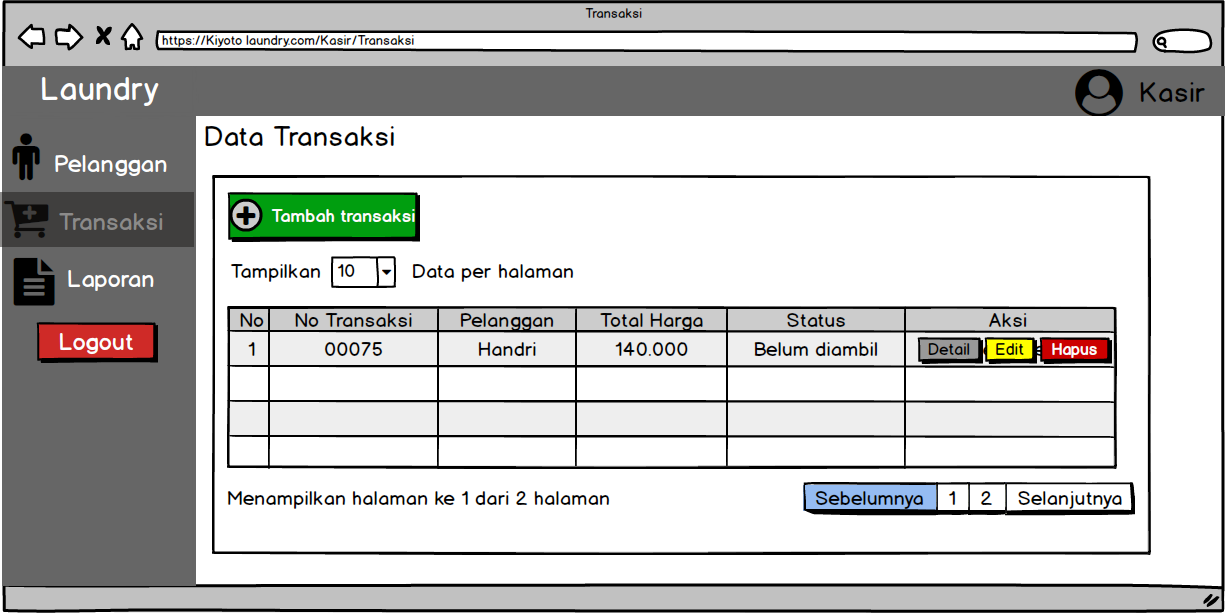 Transaksi
https://Kiyoto laundry.com/Kasir/Transaksi
Laundry
Kasir
Pelanggan
Transaksi
Laporan
Logout
Data Transaksi
Tambah transaksi
Tampilkan 10 Data per halaman
No No Transaksi Pelanggan Total Harga Status Aksi
1 00075 Handri 140.000 Belum diambil Detail Edit Hapus
Menampilkan halaman ke 1 dari 2 halaman
Sebelumnya 1 2 Selanjutnya